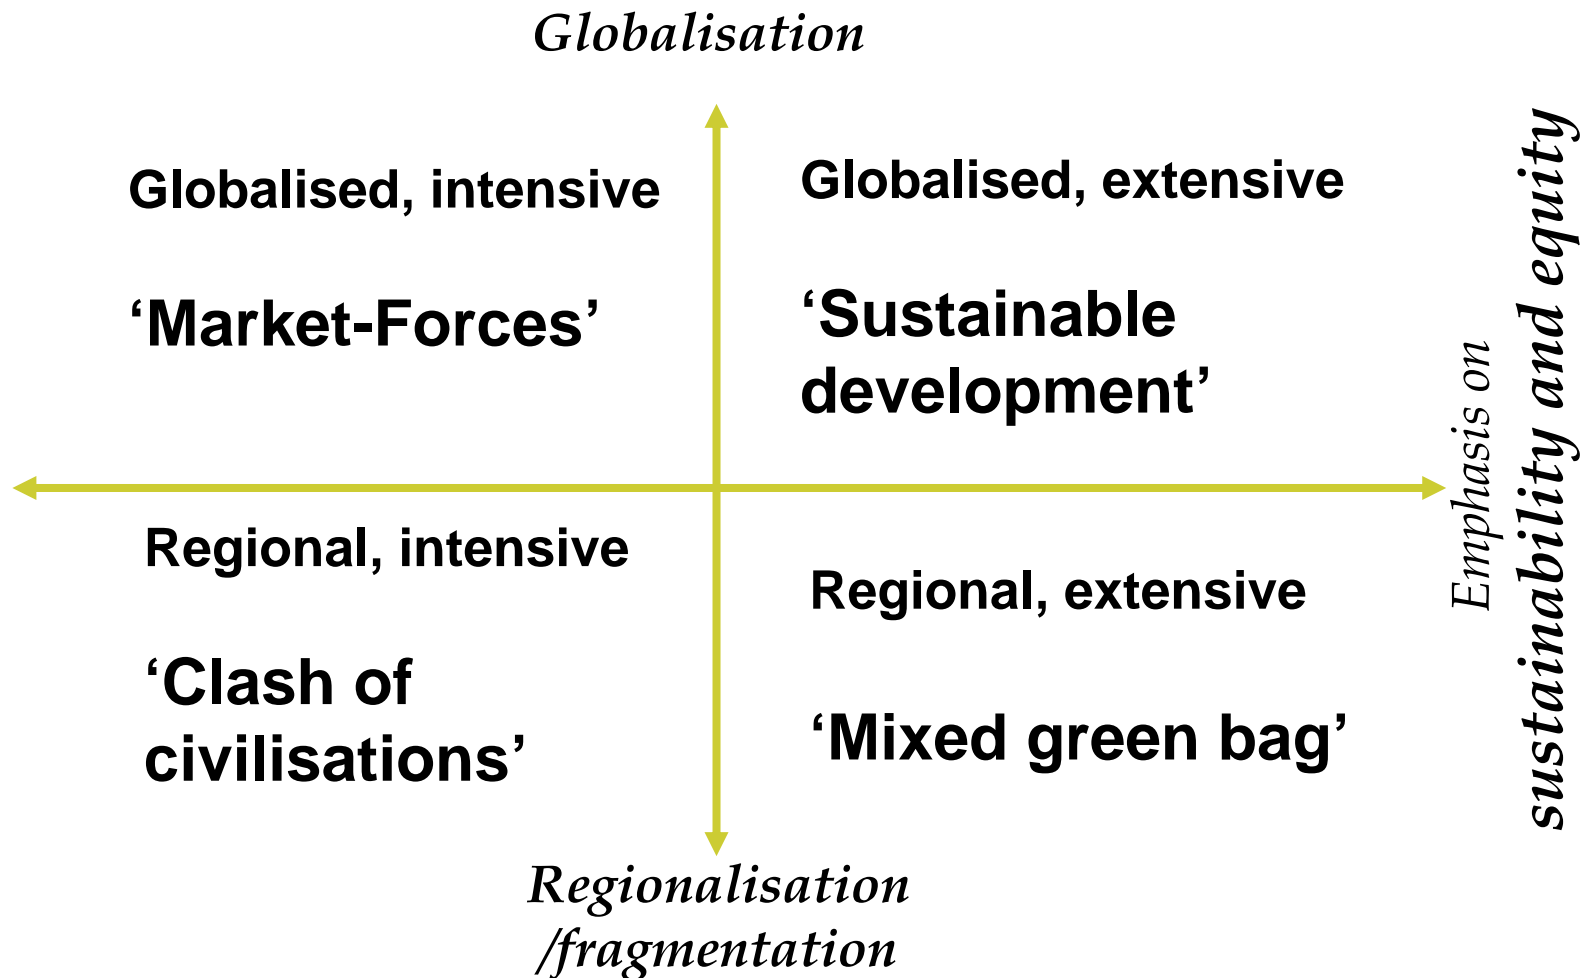 Globalisation
Globalised, intensive
‘Market-Forces’
Globalised, extensive
‘Sustainable
development’
Regional, intensive
‘Clash of
civilisations’
Regional, extensive
‘Mixed green bag’
Emphasis on
sustainability and equity
Regionalisation
/fragmentation